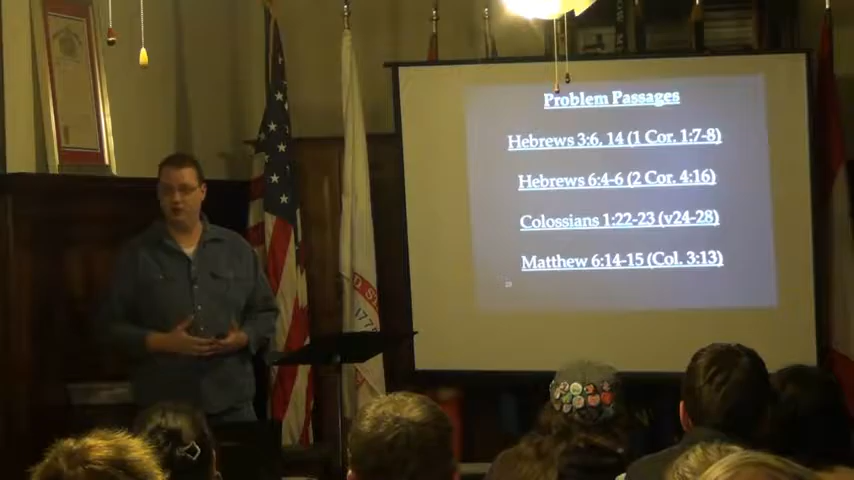 Problem Passages
Hebrews 3:6, 14 (1 Cor. 1:7-8)
Hebrews 6:4-6 (2 Cor. 4:16)
Colossians 1:22-23 (v24-28)
Matthew 6:14-15 (Col. 3:13)